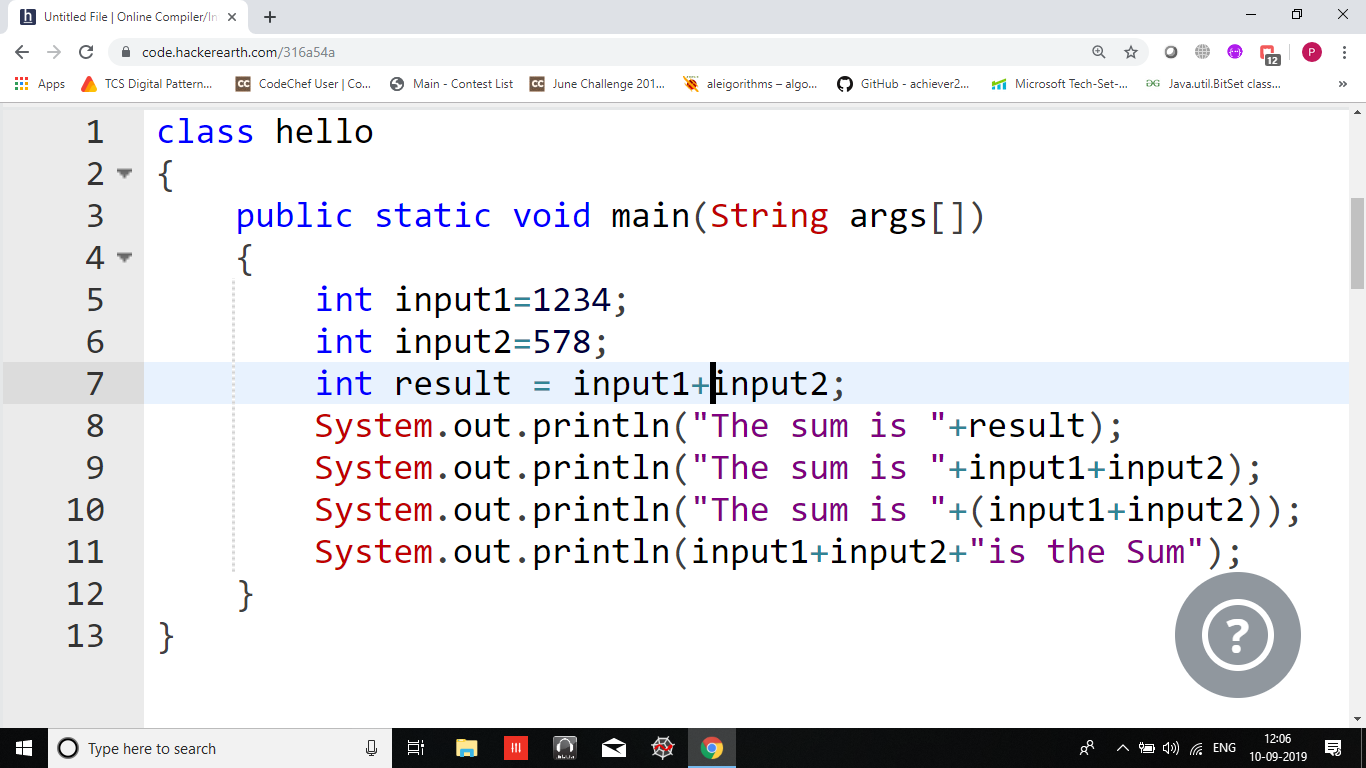 Untitled File | Online Compiler/In
code.hackerearth.com/316a54a
P
12
Apps
TCS Digital Pattern...
CC CodeChef User | Co...
Main - Contest List
CC June Challenge 201...
aleigorithms – algo...
GitHub - achiever2...
Microsoft Tech-Set-...
Java.util.BitSet class...
»
1 class hello
2 {
3 public static void main(String args[])
4 {
5 int input1=1234;
6 int input2=578;
7 int result = input1+input2;
8 System.out.println("The sum is "+result);
9 System.out.println("The sum is "+input1+input2);
10 System.out.println("The sum is "+(input1+input2));
11 System.out.println(input1+input2+"is the Sum");
12 }
13 }
?
Type here to search
ENG
12:06
10-09-2019